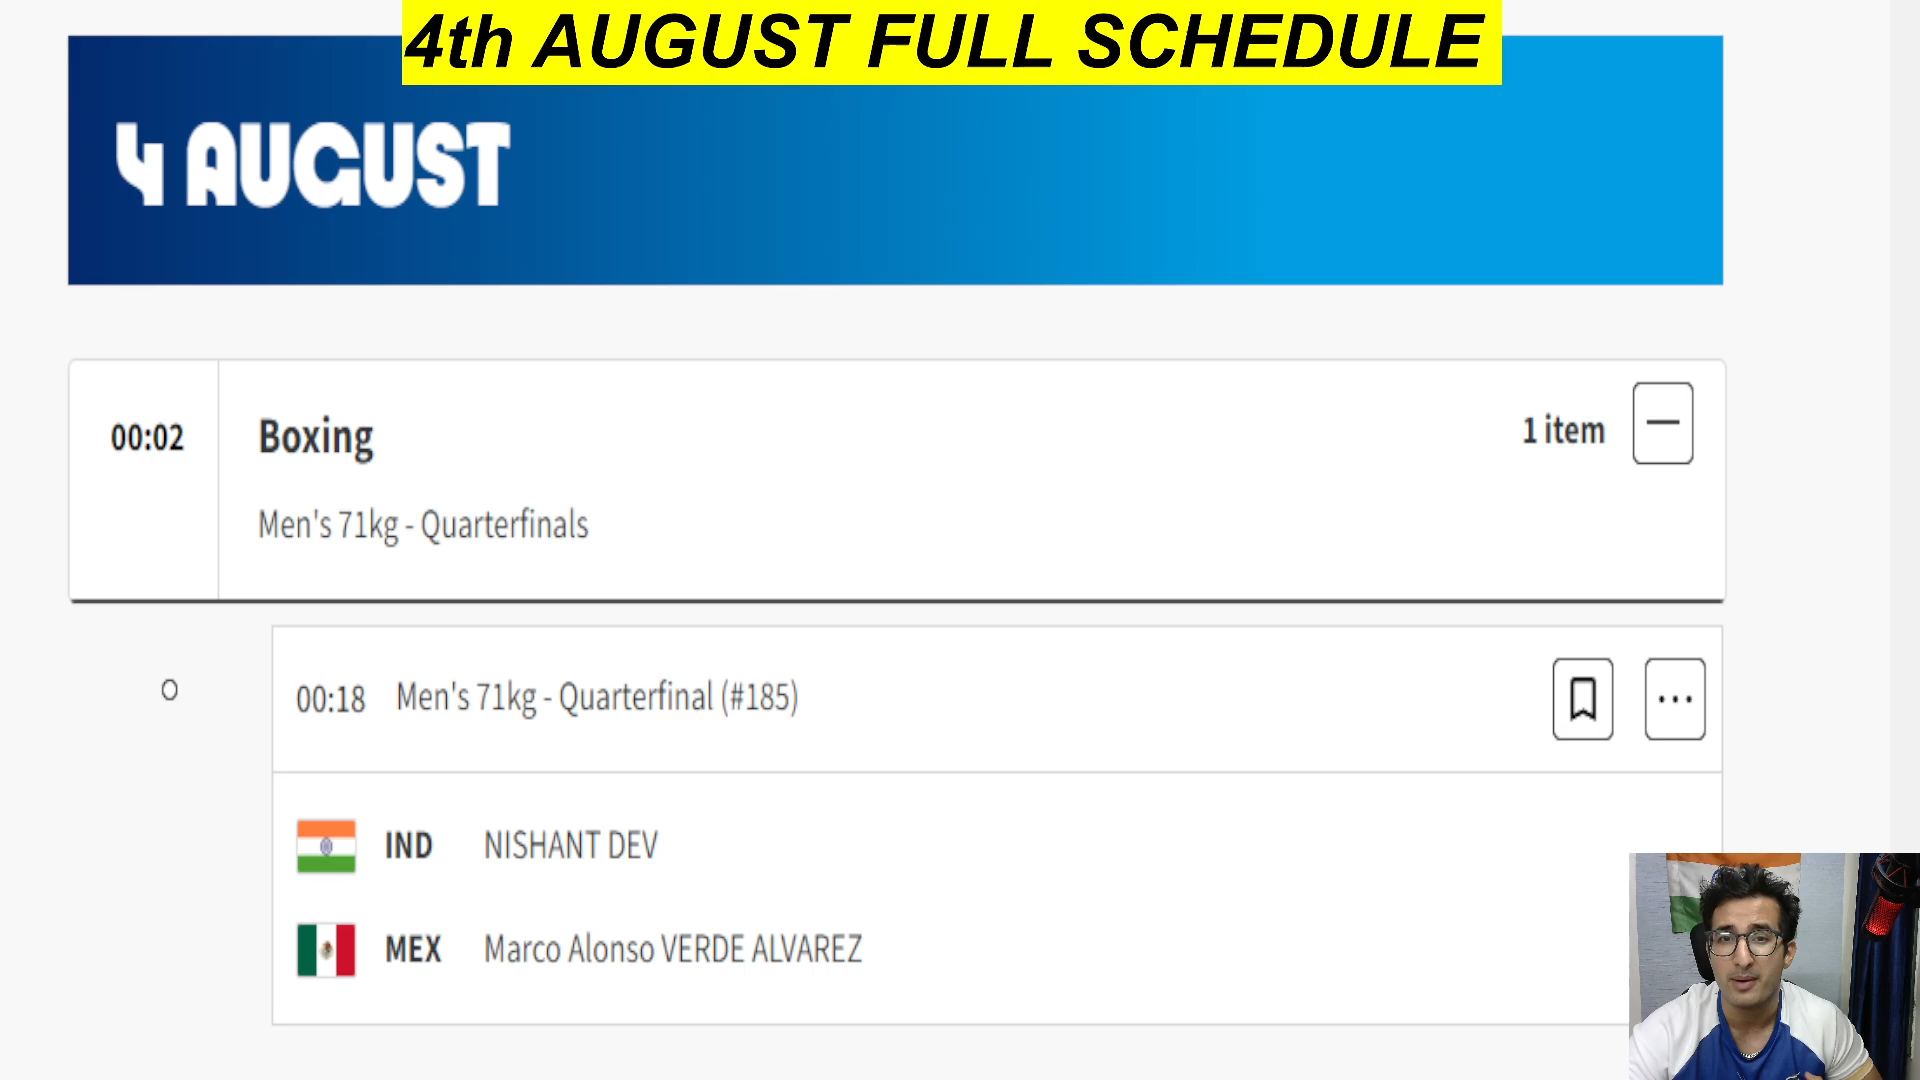 4th AUGUST FULL SCHEDULE
4 AUGUST
00:02 Boxing 1 item
Men's 71kg - Quarterfinals
00:18 Men's 71kg - Quarterfinal (#185)
IND NISHANT DEV
MEX Marco Alonso VERDE ALVAREZ